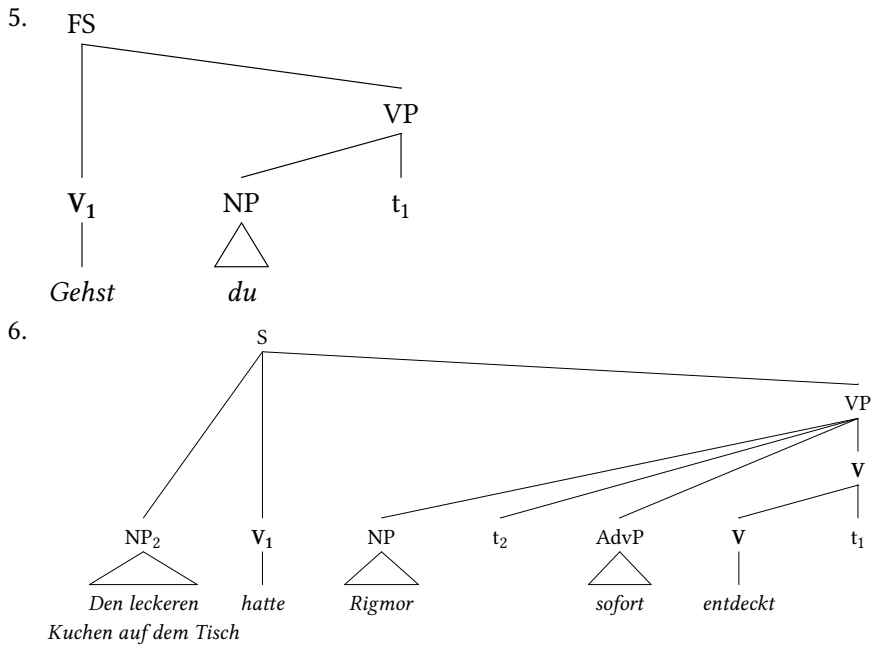 5.
FS
VP
V₁ NP t₁
Gehst du
6.
S
VP
V
NP₂ V₁ NP t₂ AdvP V t₁
Den leckeren hatte Rigmor sofort entdeckt
Kuchen auf dem Tisch